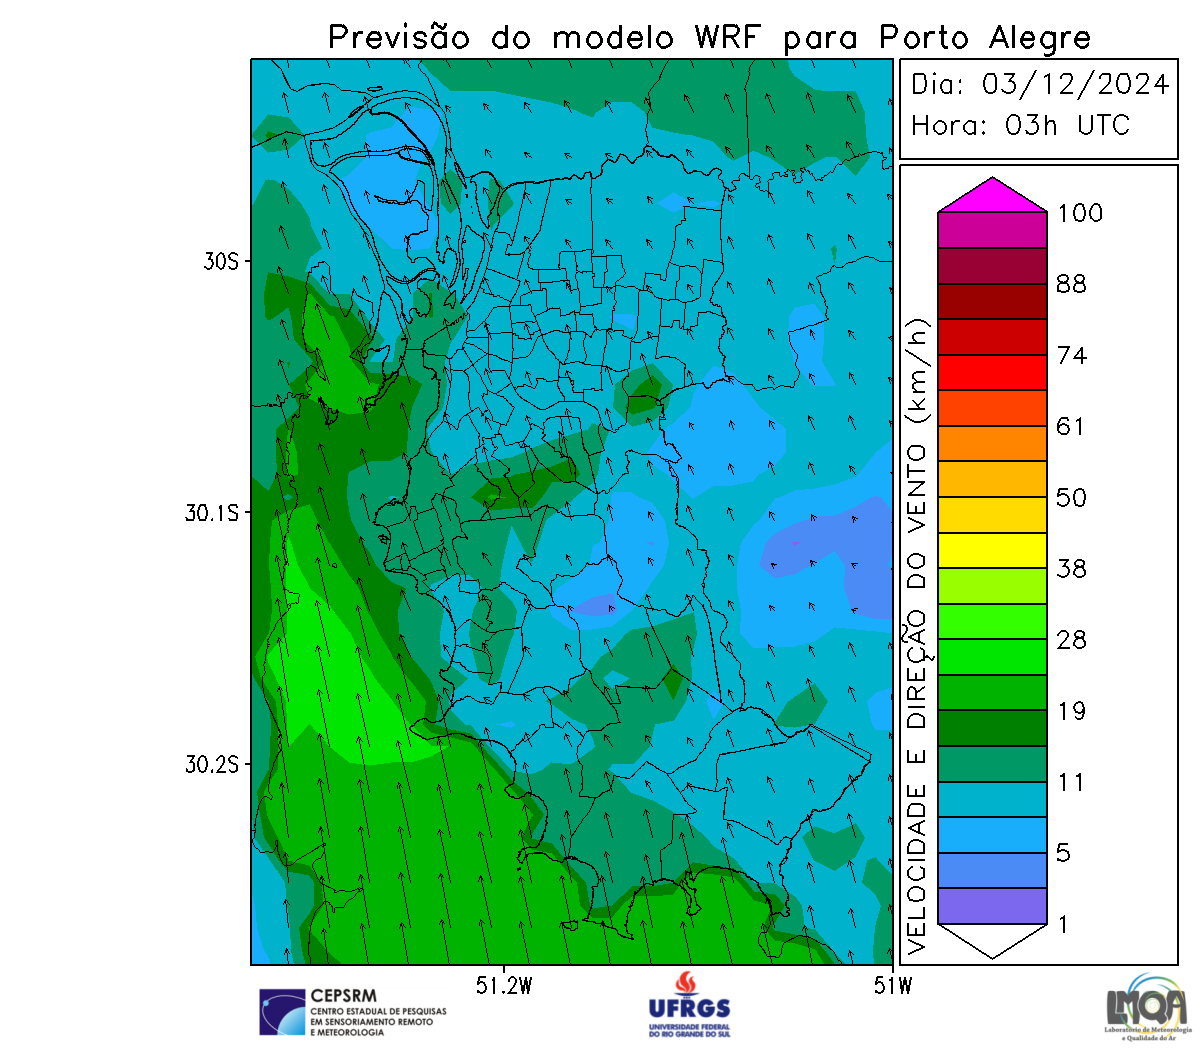 Previsão do modelo WRF para Porto Alegre
Dia: 03/12/2024
Hora: 03h UTC
30S
30.1S
30.2S
51.2W
51W
VELOCIDADE E DIREÇÃO DO VENTO (km/h)
100
88
74
61
50
38
28
19
11
5
1
CEPSRM
CENTRO ESTADUAL DE PESQUISAS
EM SENSORIAMENTO REMOTO
E METEOROLOGIA
UFRGS
UNIVERSIDADE FEDERAL
DO RIO GRANDE DO SUL
LMQA
Laboratório de Meteorologia
e Qualidade do Ar